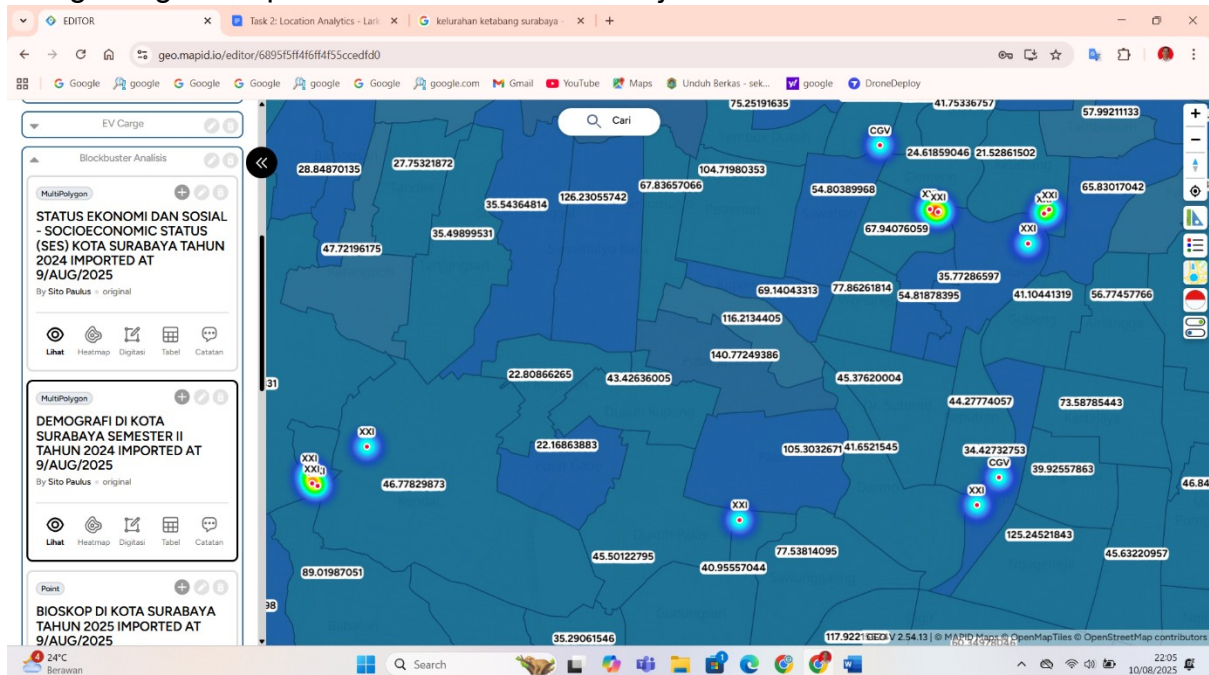 EDITOR
Task 2: Location Analytics - Lark
kelurahan ketabang surabaya -
geo.mapid.io/editor/6895f5ff4f6ff4f55ccedfd0
Google google Google Google google Google google.com Gmail YouTube Maps Unduh Berkas - sek... google DroneDeploy
EV Carge
Blockbuster Analisis
MultiPolygon
STATUS EKONOMI DAN SOSIAL
- SOCIOECONOMIC STATUS
(SES) KOTA SURABAYA TAHUN
2024 IMPORTED AT
9/AUG/2025
By Sito Paulus original
Lihat Heatmap Digitasi Tabel Catatan
MultiPolygon
DEMOGRAFI DI KOTA
SURABAYA SEMESTER II
TAHUN 2024 IMPORTED AT
9/AUG/2025
By Sito Paulus original
Lihat Heatmap Digitasi Tabel Catatan
Point
BIOSKOP DI KOTA SURABAYA
TAHUN 2025 IMPORTED AT
9/AUG/2025
Cari
75.25191635 41.75336757
57.99211133
CGV
24.61859046 21.52861502
28.84870135 27.75321872 104.71980353
67.83657066 54.80389968 65.83017042
35.54364814 126.23055742
XXI XXI
67.94076059 XXI
35.49899531
47.72196175
35.77286597
69.14043313 77.86261814 54.81878395 41.10441319 56.77457766
116.2134405
140.77249386
22.80866265 43.42636005 45.37620004
44.27774057 73.58785443
XXI
22.16863883 105.3032671 41.6521545 34.42732753
XXI CGV
XXI 39.92557863
46.77829873 46.84
XXI XXI
125.24521843
45.50122795 77.53814095 45.63220957
89.01987051 40.95557044
35.29061546 117.9221
GEO V 2.54.13 | © MAPID Maps © OpenMapTiles © OpenStreetMap contributors
24°C
Berawan
Search
22:05
10/08/2025